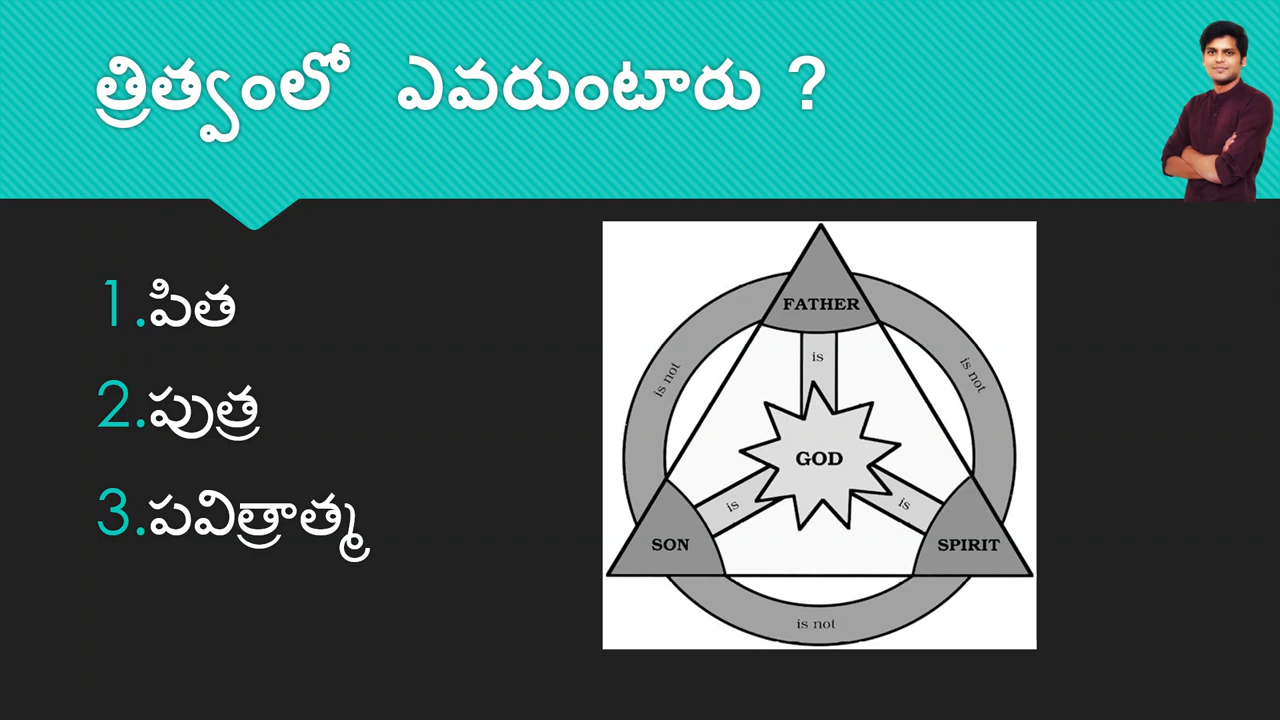 త్రిత్వంలో ఎవరుంటారు ?
1.పిత
2.పుత్ర
3.పవిత్రాత్మ
FATHER
is
is not
is not
GOD
is
is
SON
SPIRIT
is not